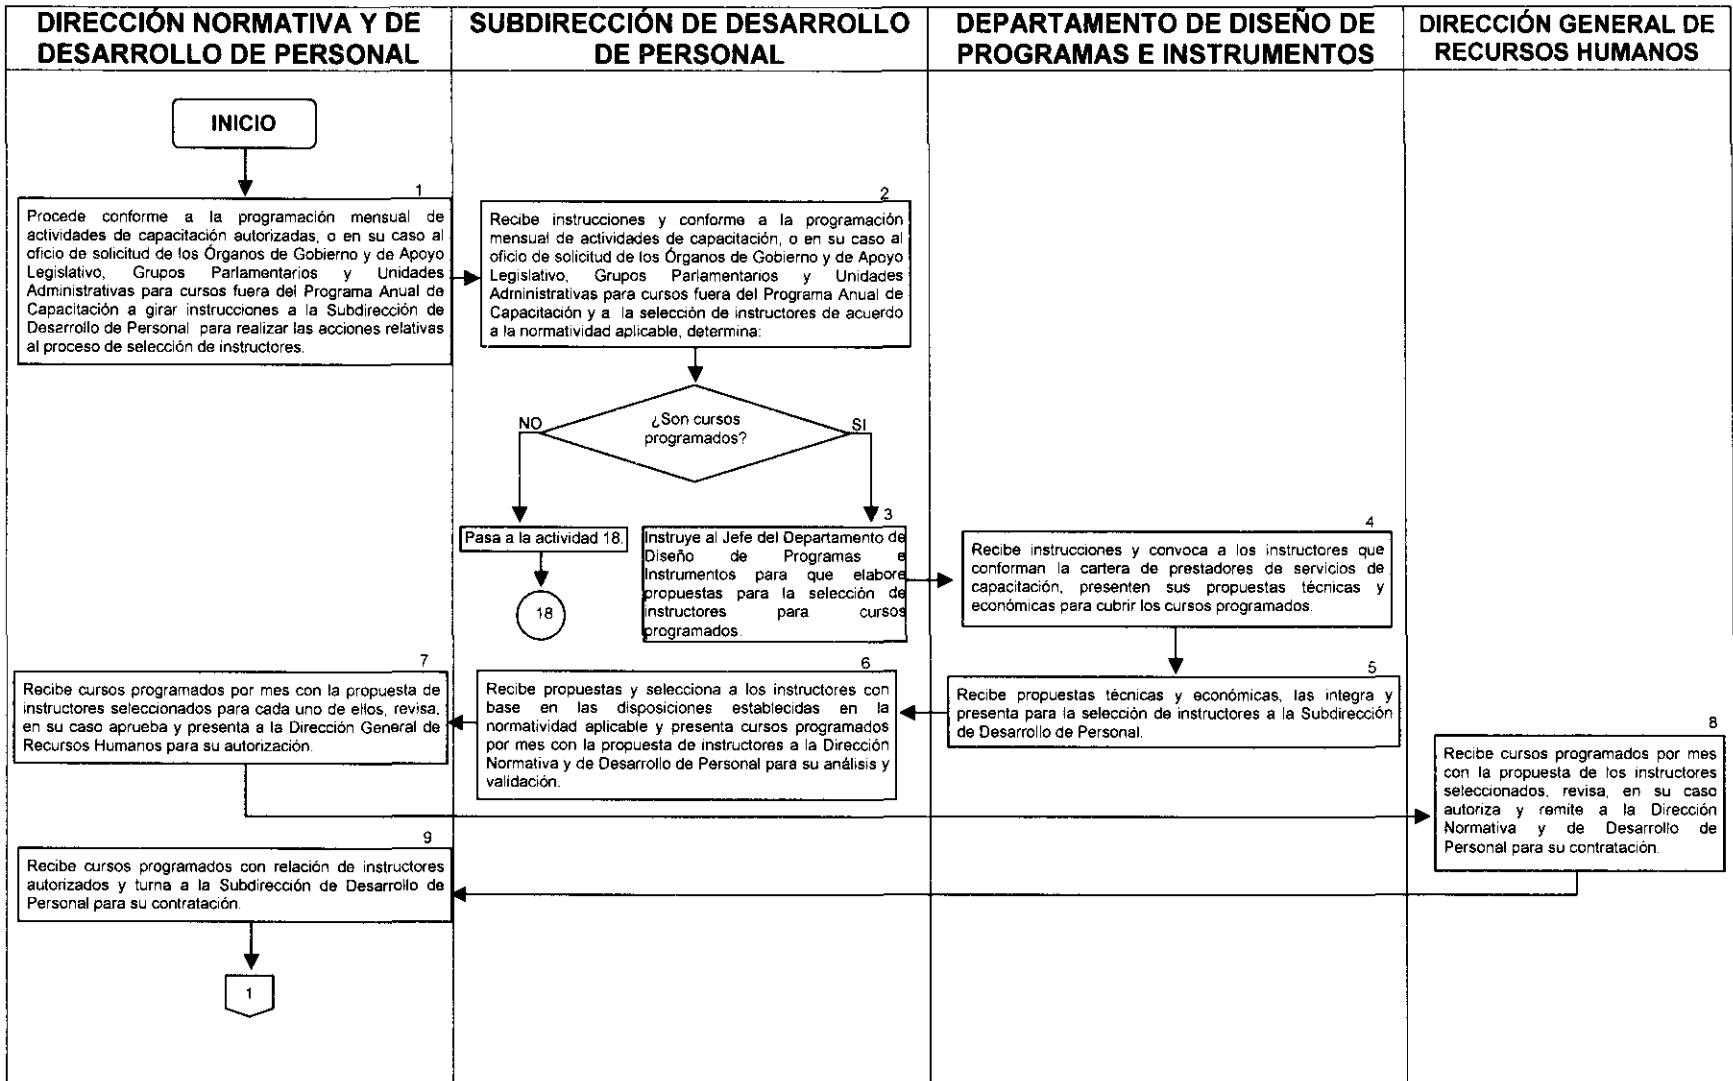 DIRECCIÓN NORMATIVA Y DE
DESARROLLO DE PERSONAL
SUBDIRECCIÓN DE DESARROLLO
DE PERSONAL
DEPARTAMENTO DE DISEÑO DE
PROGRAMAS E INSTRUMENTOS
DIRECCIÓN GENERAL DE
RECURSOS HUMANOS
INICIO
1
Procede conforme a la programación mensual de
actividades de capacitación autorizadas, o en su caso al
oficio de solicitud de los Órganos de Gobierno y de Apoyo
Legislativo, Grupos Parlamentarios y Unidades
Administrativas para cursos fuera del Programa Anual de
Capacitación a girar instrucciones a la Subdirección de
Desarrollo de Personal para realizar las acciones relativas
al proceso de selección de instructores.
2
Recibe instrucciones y conforme a la programación
mensual de actividades de capacitación, o en su caso al
oficio de solicitud de los Órganos de Gobierno y de Apoyo
Legislativo, Grupos Parlamentarios y Unidades
Administrativas para cursos fuera del Programa Anual de
Capacitación y a la selección de instructores de acuerdo
a la normatividad aplicable, determina:
¿Son cursos
programados?
NO
SI
Pasa a la actividad 18.
18
3
Instruye al Jefe del Departamento de
Diseño de Programas e
Instrumentos para que elabore
propuestas para la selección de
instructores para cursos
programados.
4
Recibe instrucciones y convoca a los instructores que
conforman la cartera de prestadores de servicios de
capacitación, presenten sus propuestas técnicas y
económicas para cubrir los cursos programados.
5
Recibe propuestas técnicas y económicas, las integra y
presenta para la selección de instructores a la Subdirección
de Desarrollo de Personal.
6
Recibe propuestas y selecciona a los instructores con
base en las disposiciones establecidas en la
normatividad aplicable y presenta cursos programados
por mes con la propuesta de instructores a la Dirección
Normativa y de Desarrollo de Personal para su análisis y
validación.
7
Recibe cursos programados por mes con la propuesta de
instructores seleccionados para cada uno de ellos, revisa,
en su caso aprueba y presenta a la Dirección General de
Recursos Humanos para su autorización.
8
Recibe cursos programados por mes
con la propuesta de los instructores
seleccionados, revisa, en su caso
autoriza y remite a la Dirección
Normativa y de Desarrollo de
Personal para su contratación.
9
Recibe cursos programados con relación de instructores
autorizados y turna a la Subdirección de Desarrollo de
Personal para su contratación.
1